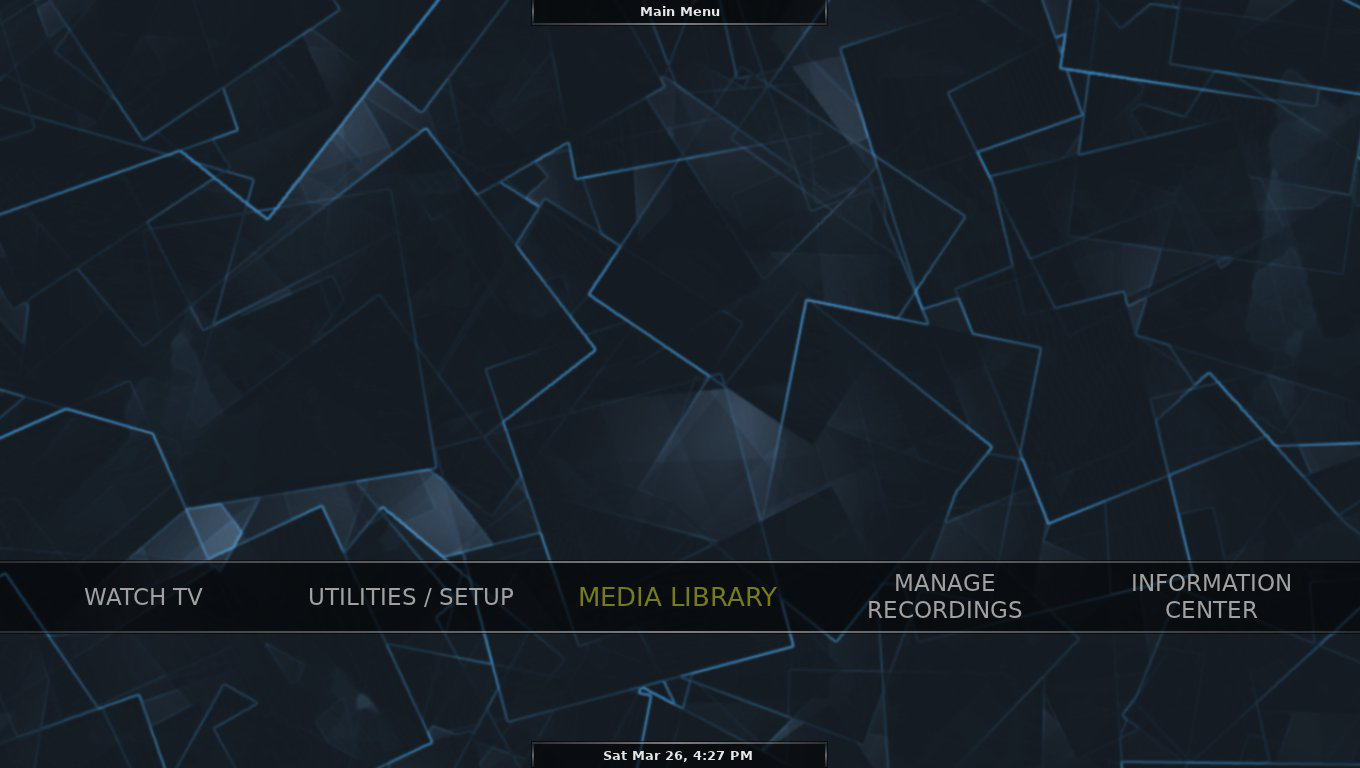 Main Menu
WATCH TV
UTILITIES / SETUP
MEDIA LIBRARY
MANAGE
RECORDINGS
INFORMATION
CENTER
Sat Mar 26, 4:27 PM